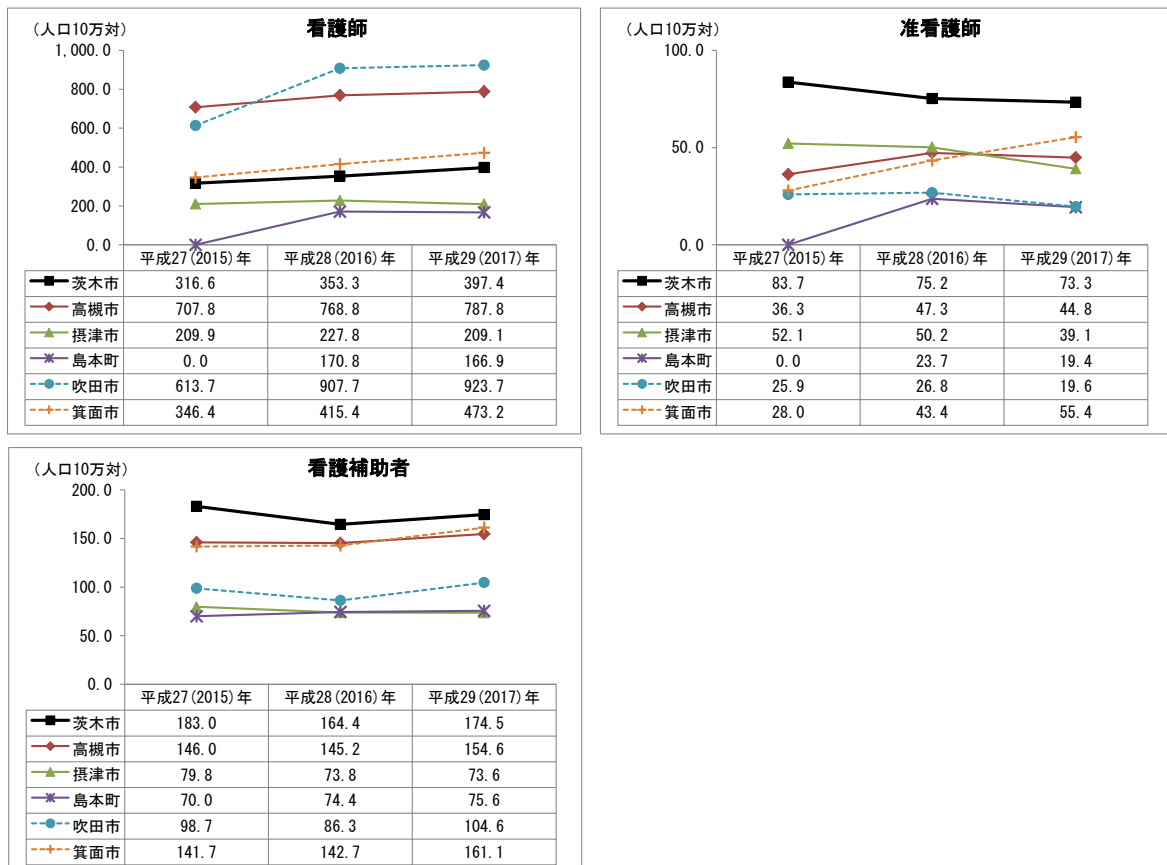 看護師
(人口10万対)
1,000.0
800.0
600.0
400.0
200.0
0.0
平成27(2015)年 平成28(2016)年 平成29(2017)年
茨木市 316.6 353.3 397.4
高槻市 707.8 768.8 787.8
摂津市 209.9 227.8 209.1
島本町 0.0 170.8 166.9
吹田市 613.7 907.7 923.7
箕面市 346.4 415.4 473.2
准看護師
(人口10万対)
100.0
50.0
0.0
平成27(2015)年 平成28(2016)年 平成29(2017)年
茨木市 83.7 75.2 73.3
高槻市 36.3 47.3 44.8
摂津市 52.1 50.2 39.1
島本町 0.0 23.7 19.4
吹田市 25.9 26.8 19.6
箕面市 28.0 43.4 55.4
看護補助者
(人口10万対)
200.0
150.0
100.0
50.0
0.0
平成27(2015)年 平成28(2016)年 平成29(2017)年
茨木市 183.0 164.4 174.5
高槻市 146.0 145.2 154.6
摂津市 79.8 73.8 73.6
島本町 70.0 74.4 75.6
吹田市 98.7 86.3 104.6
箕面市 141.7 142.7 161.1